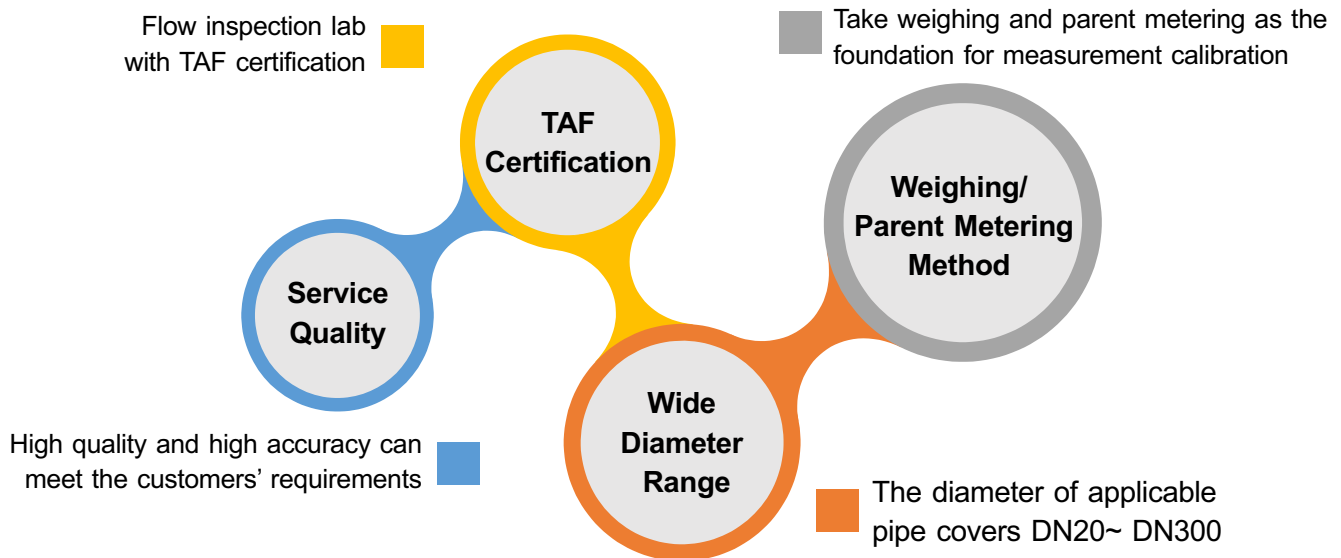 Flow inspection lab
with TAF certification
Take weighing and parent metering as the
foundation for measurement calibration
TAF
Certification
Weighing/
Parent Metering
Method
Service
Quality
Wide
Diameter
Range
High quality and high accuracy can
meet the customers’ requirements
The diameter of applicable
pipe covers DN20~ DN300